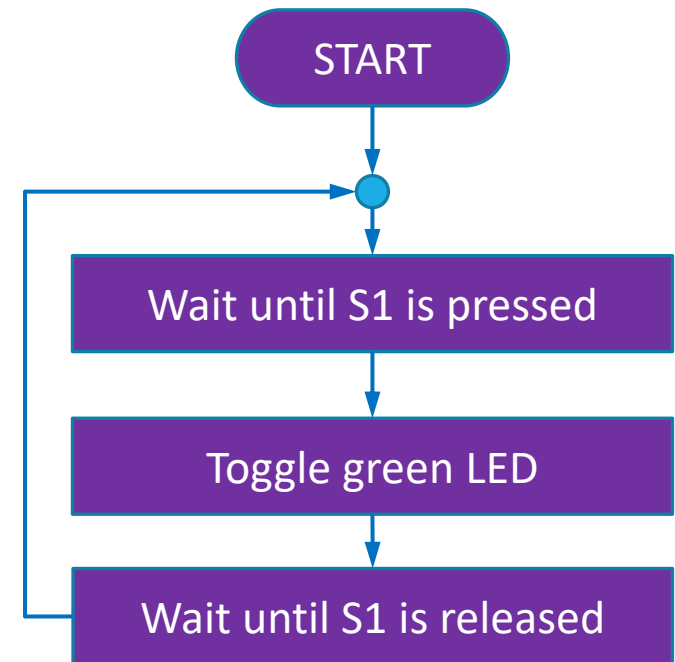 START
Wait until S1 is pressed
Toggle green LED
Wait until S1 is released